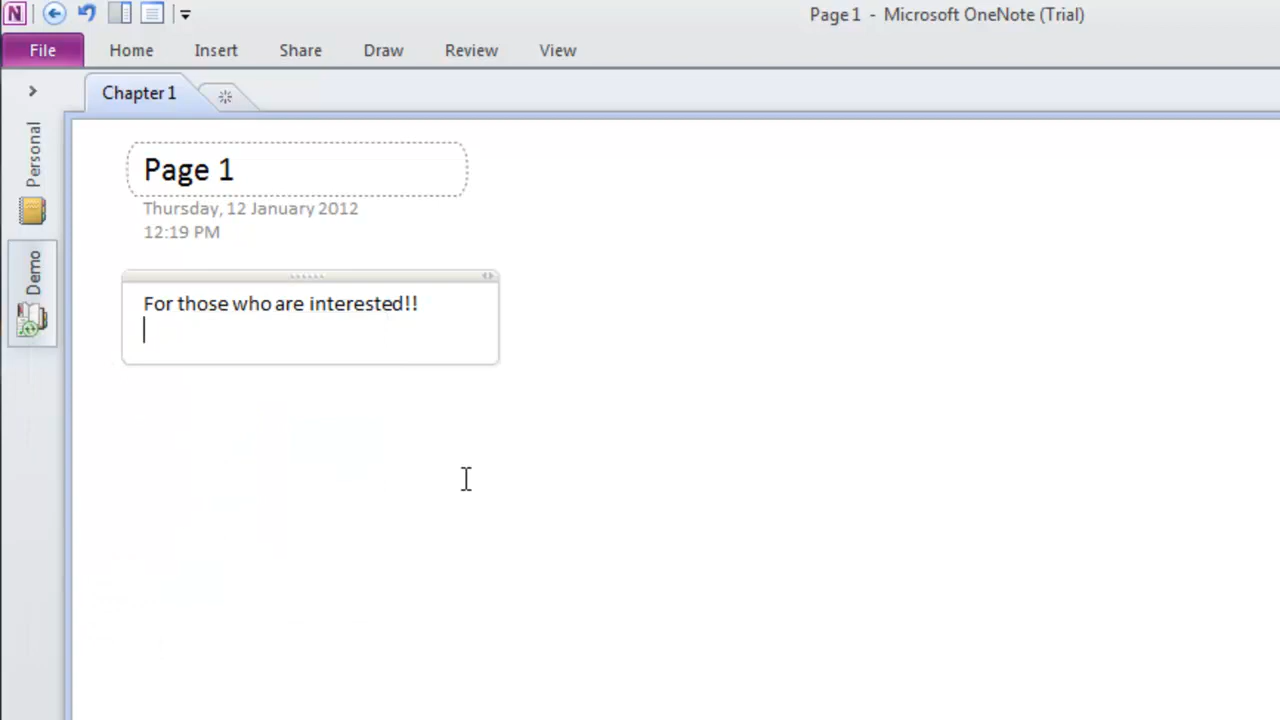 Page 1 - Microsoft OneNote (Trial)
File Home Insert Share Draw Review View
Chapter 1
Personal
Demo
Page 1
Thursday, 12 January 2012
12:19 PM
For those who are interested!!